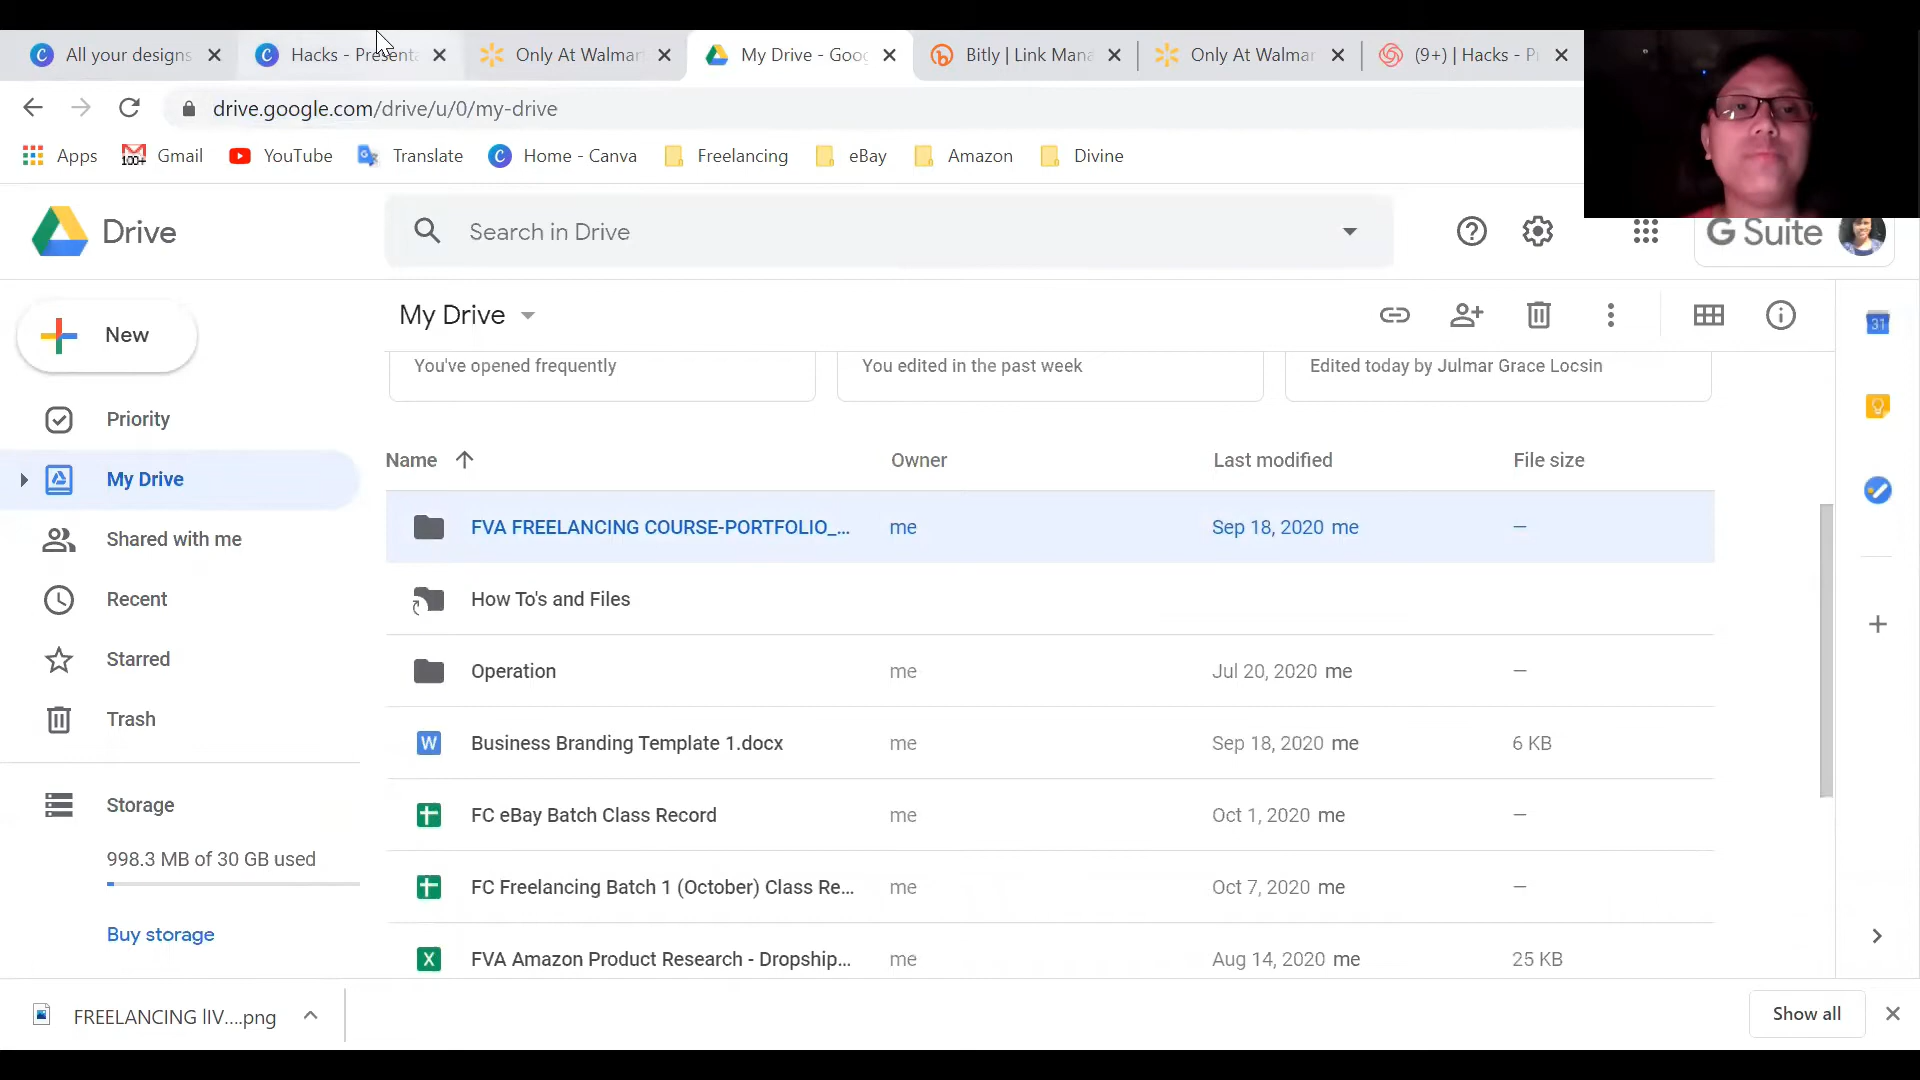 All your designs
Hacks - Presenta
Only At Walmar
My Drive - Goog
Bitly | Link Mana
Only At Walmar
(9+) | Hacks - P
drive.google.com/drive/u/0/my-drive
Apps
100+
Gmail
YouTube
Translate
Home - Canva
Freelancing
eBay
Amazon
Divine
Drive
Search in Drive
G Suite
New
My Drive
31
You've opened frequently
You edited in the past week
Edited today by Julmar Grace Locsin
Priority
My Drive
Shared with me
Recent
Starred
Trash
Storage
998.3 MB of 30 GB used
Buy storage
Name
Owner
Last modified
File size
FVA FREELANCING COURSE-PORTFOLIO_... me Sep 18, 2020 me —
How To's and Files
Operation me Jul 20, 2020 me —
W Business Branding Template 1.docx me Sep 18, 2020 me 6 KB
FC eBay Batch Class Record me Oct 1, 2020 me —
FC Freelancing Batch 1 (October) Class Re... me Oct 7, 2020 me —
X FVA Amazon Product Research - Dropship... me Aug 14, 2020 me 25 KB
FREELANCING lIV....png
Show all